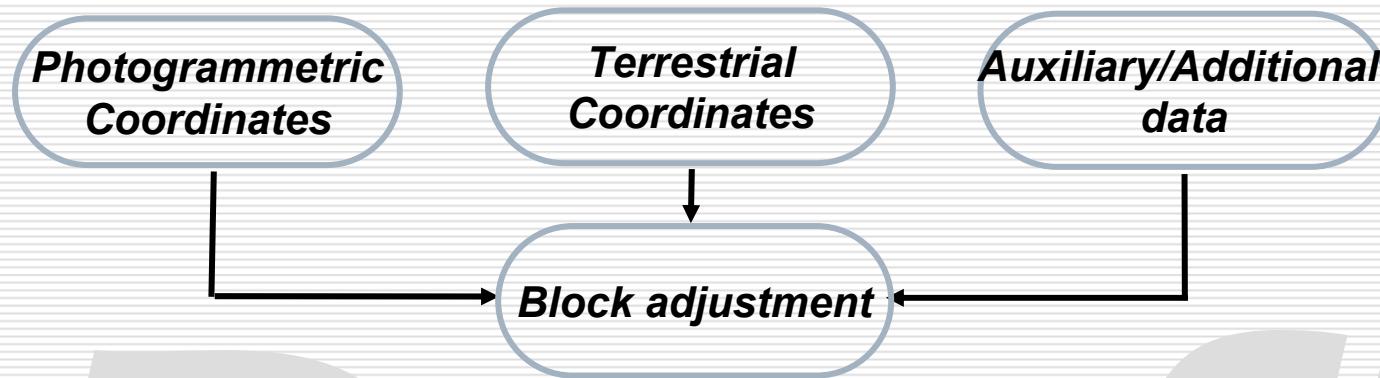 Photogrammetric
Coordinates
Terrestrial
Coordinates
Auxiliary/Additional
data
Block adjustment